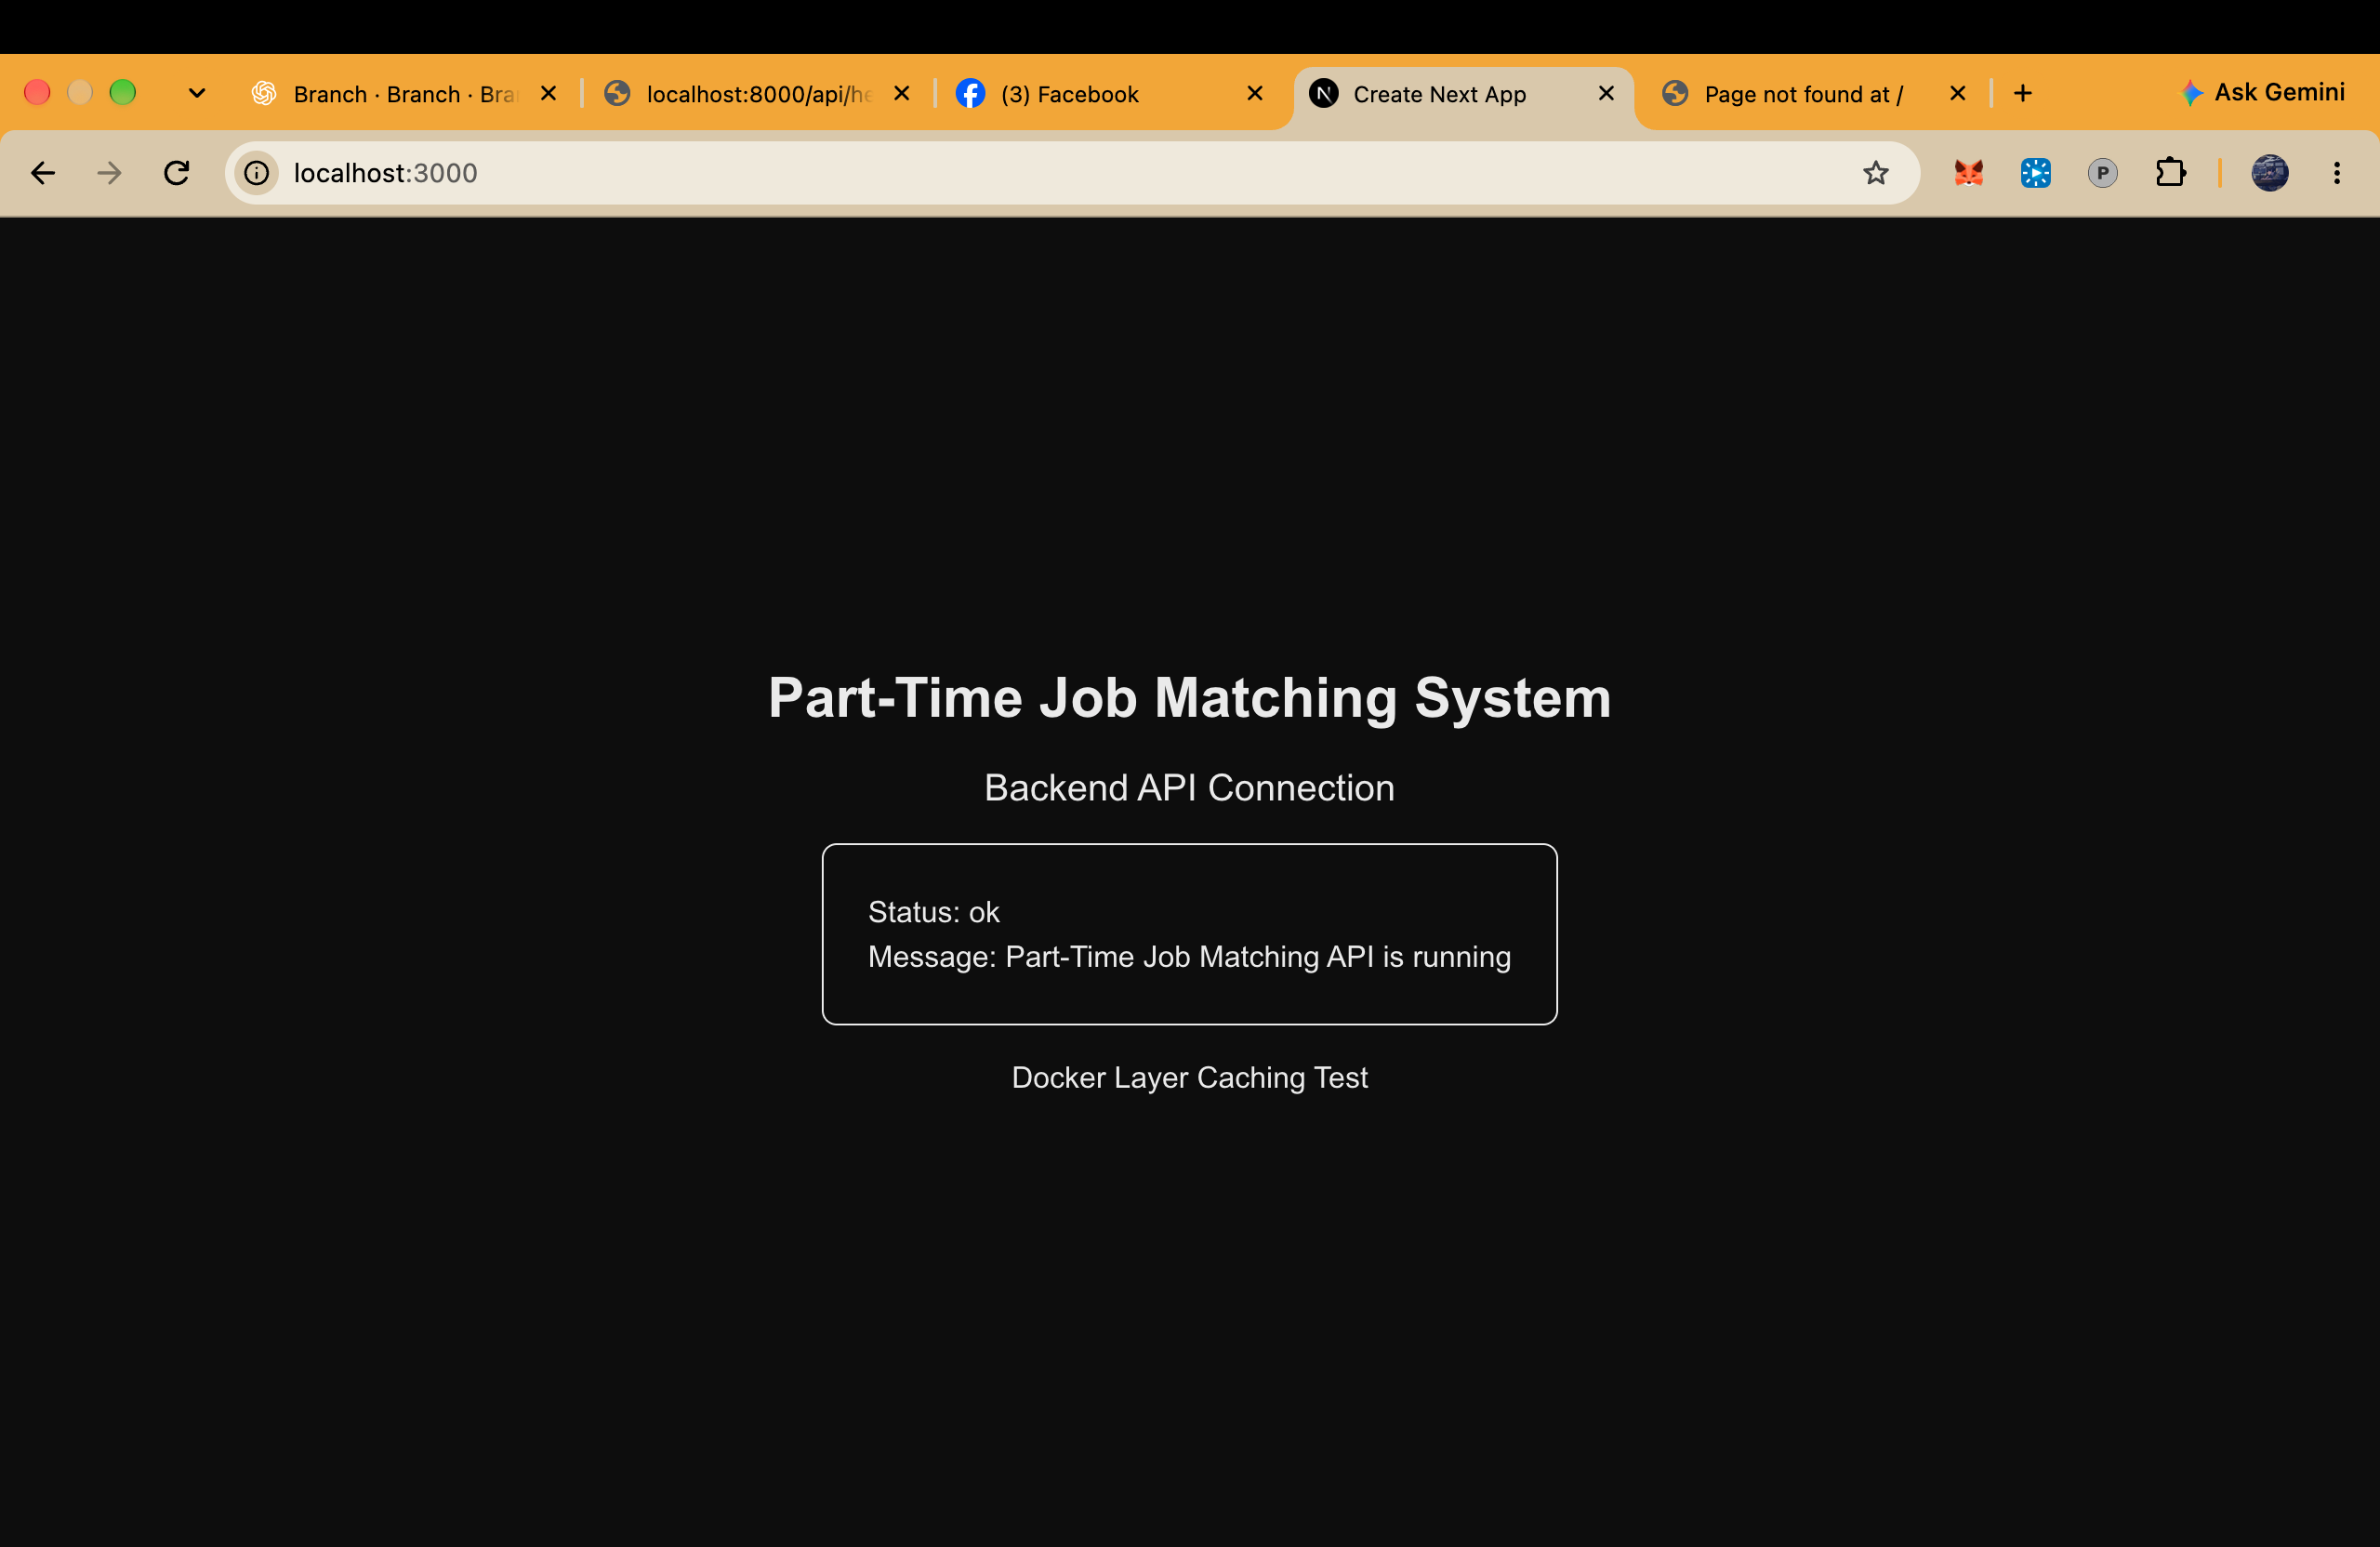 Branch · Branch · Bra
localhost:8000/api/he
(3) Facebook
Create Next App
Page not found at /
Ask Gemini
localhost:3000
P
Part-Time Job Matching System
Backend API Connection
Status: ok
Message: Part-Time Job Matching API is running
Docker Layer Caching Test